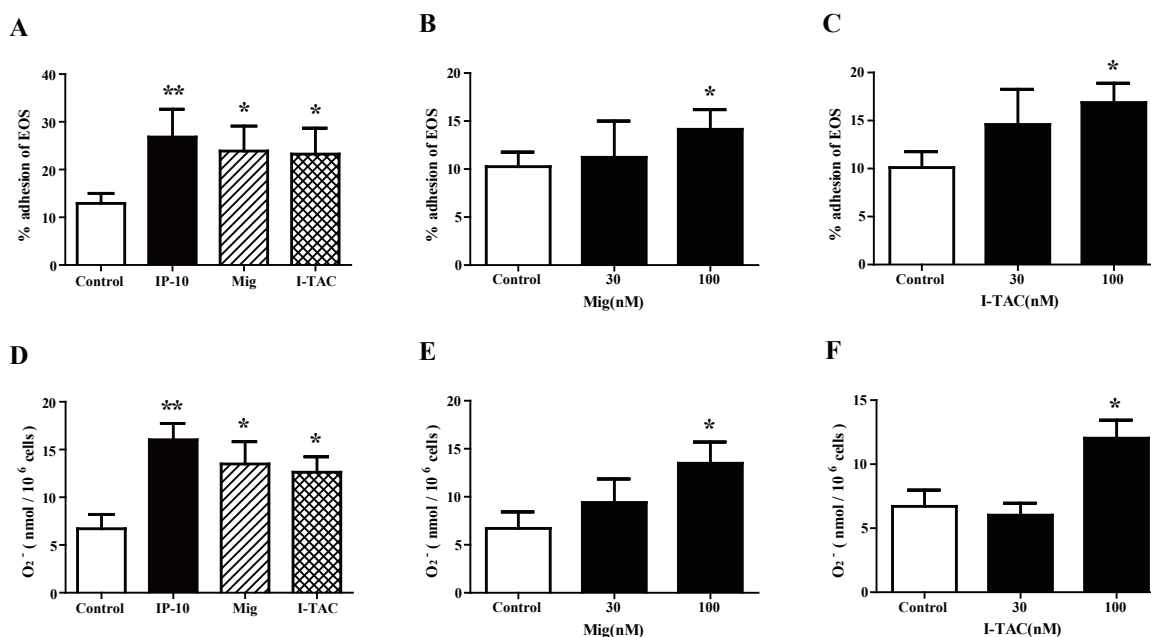 A
% adhesion of EOS
40
30
20
10
0
** * *
Control IP-10 Mig I-TAC
B
% adhesion of EOS
20
15
10
5
0
*
Control 30 100
Mig(nM)
C
% adhesion of EOS
20
15
10
5
0
*
Control 30 100
I-TAC(nM)
D
O₂⁻ ( nmol / 10⁶ cells )
20
15
10
5
0
** * *
Control IP-10 Mig I-TAC
E
O₂⁻ ( nmol / 10⁶ cells )
20
15
10
5
0
*
Control 30 100
Mig(nM)
F
O₂⁻ ( nmol / 10⁶ cells )
15
10
5
0
*
Control 30 100
I-TAC(nM)